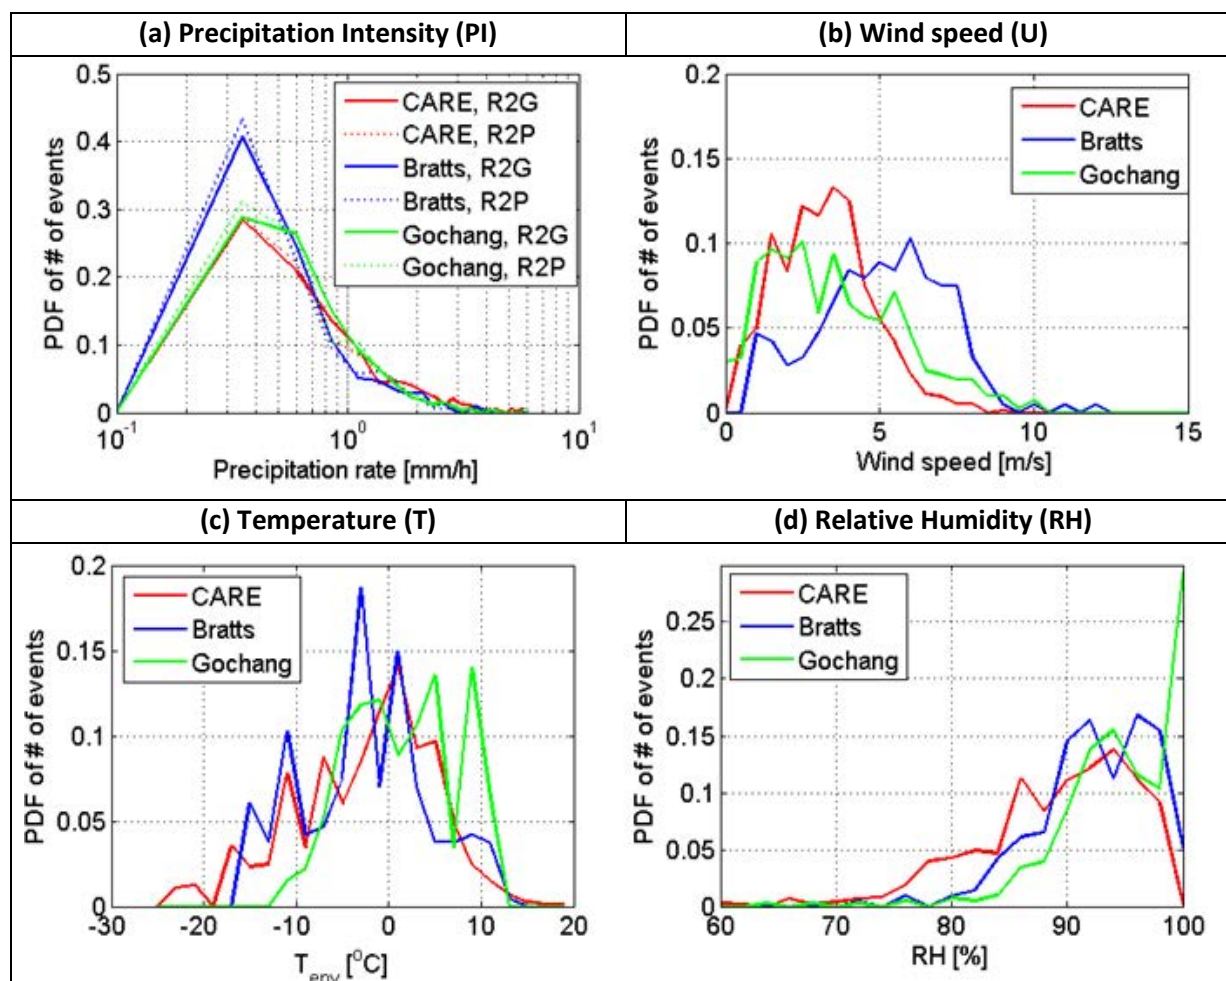 (a) Precipitation Intensity (PI)
(b) Wind speed (U)
0.5
0.4
0.3
0.2
0.1
0
PDF of # of events
CARE, R2G
CARE, R2P
Bratts, R2G
Bratts, R2P
Gochang, R2G
Gochang, R2P
10-1
100
101
Precipitation rate [mm/h]
0.2
0.15
0.1
0.05
0
PDF of # of events
CARE
Bratts
Gochang
0
5
10
15
Wind speed [m/s]
(c) Temperature (T)
(d) Relative Humidity (RH)
0.2
0.15
0.1
0.05
0
PDF of # of events
CARE
Bratts
Gochang
-30
-20
-10
0
10
20
Tenv [oC]
0.25
0.2
0.15
0.1
0.05
0
PDF of # of events
CARE
Bratts
Gochang
60
70
80
90
100
RH [%]